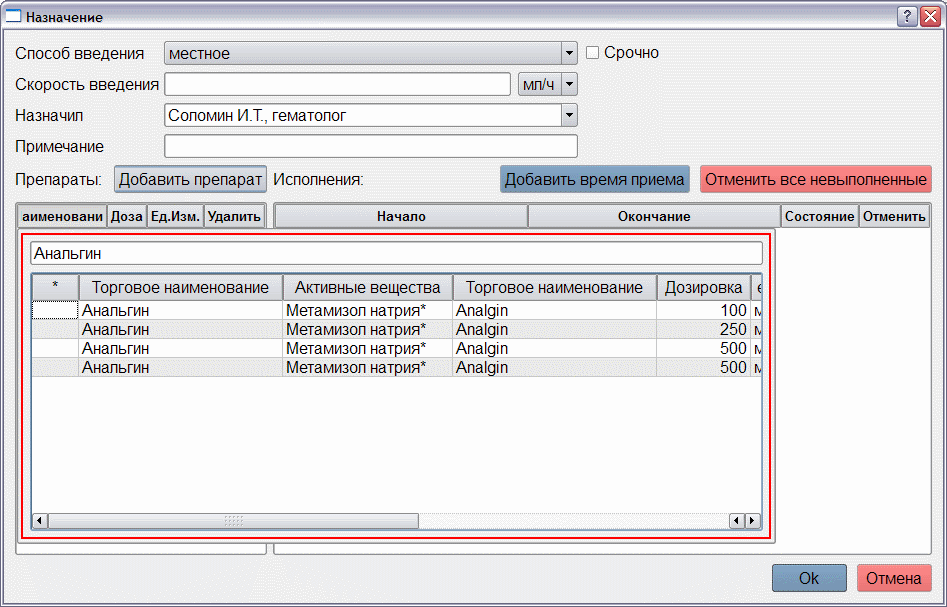 Назначение
Способ введения местное Срочно
Скорость введения мл/ч
Назначил Соломин И.Т., гематолог
Примечание
Препараты: Добавить препарат Исполнения: Добавить время приема Отменить все невыполненные
аименовани Доза Ед.Изм. Удалить Начало Окончание Состояние Отменить
Анальгин
* Торговое наименование Активные вещества Торговое наименование Дозировка
Анальгин Метамизол натрия* Analgin 100 м
Анальгин Метамизол натрия* Analgin 250 м
Анальгин Метамизол натрия* Analgin 500 м
Анальгин Метамизол натрия* Analgin 500 м
Ok Отмена